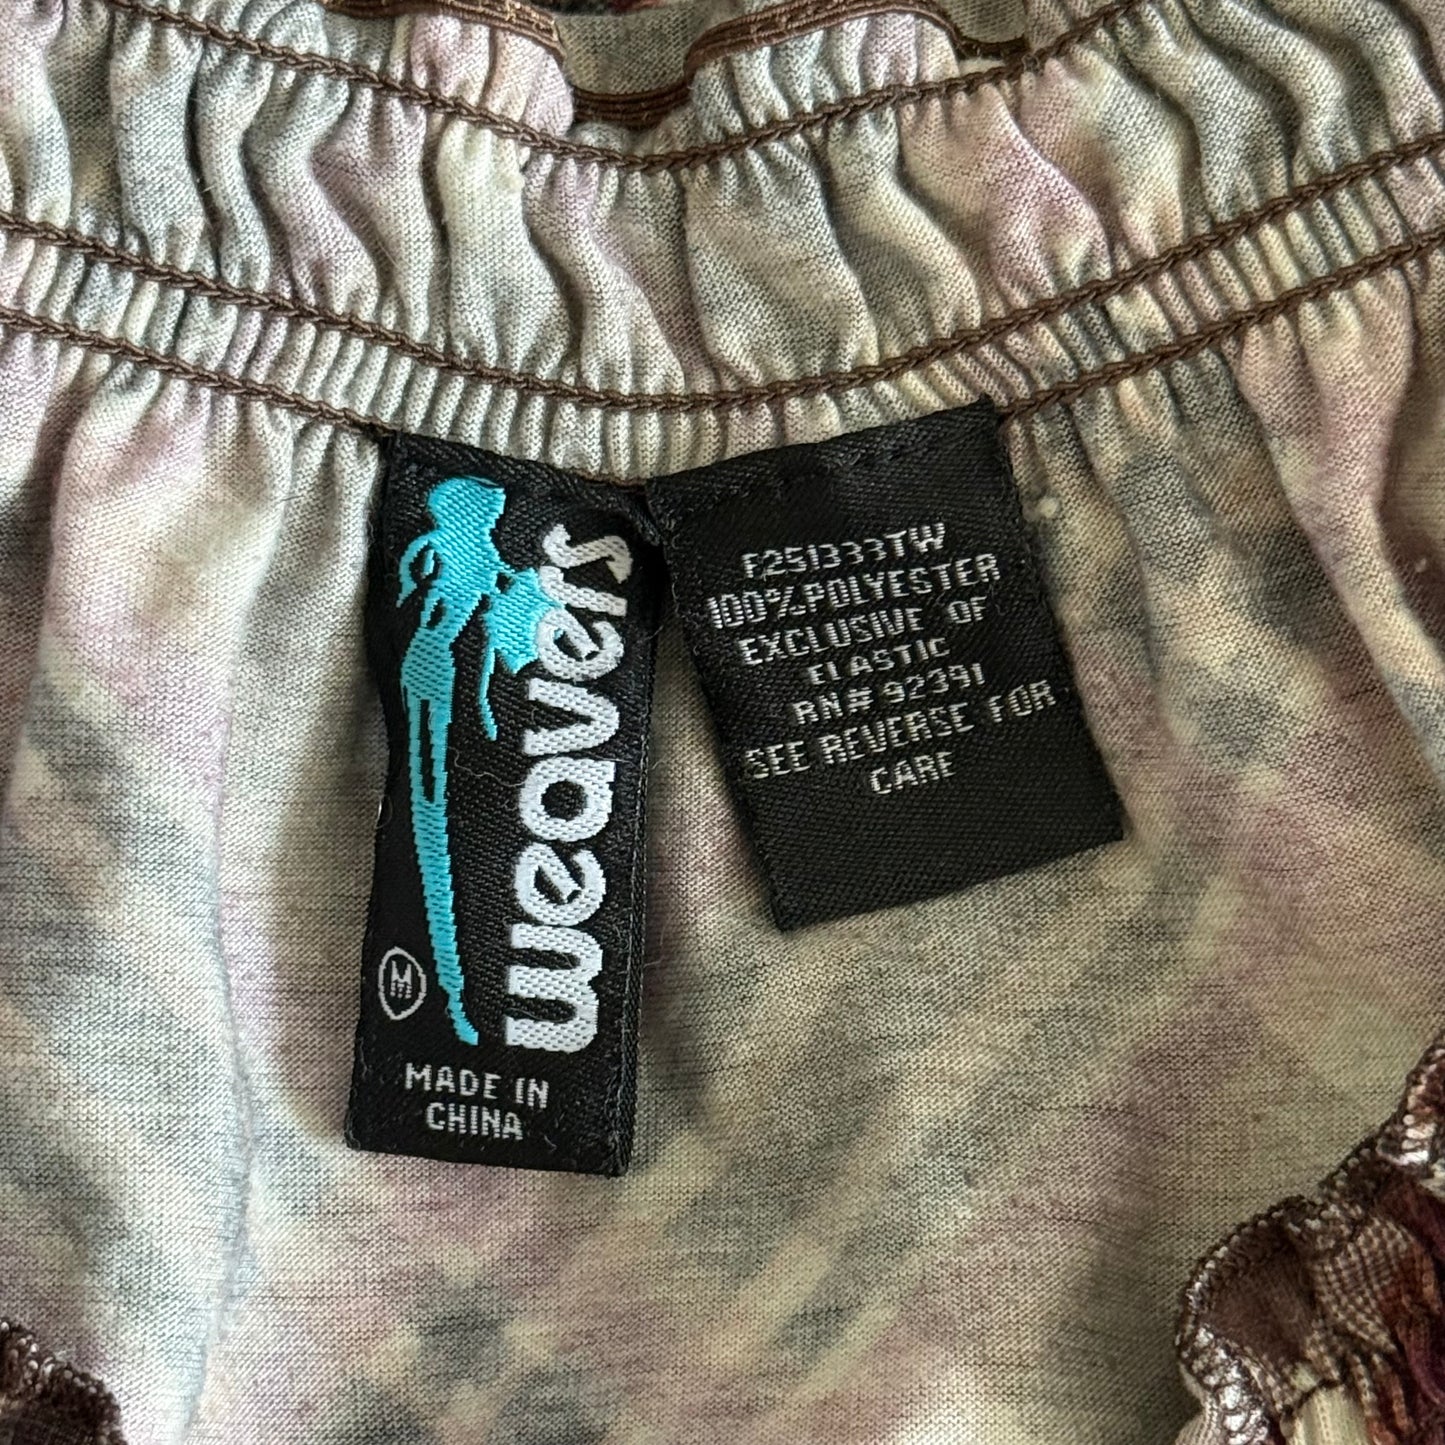 weavers
M
MADE IN
CHINA
F251333TW
100%POLYESTER
EXCLUSIVE OF
ELASTIC
RN# 92391
SEE REVERSE FOR
CARE